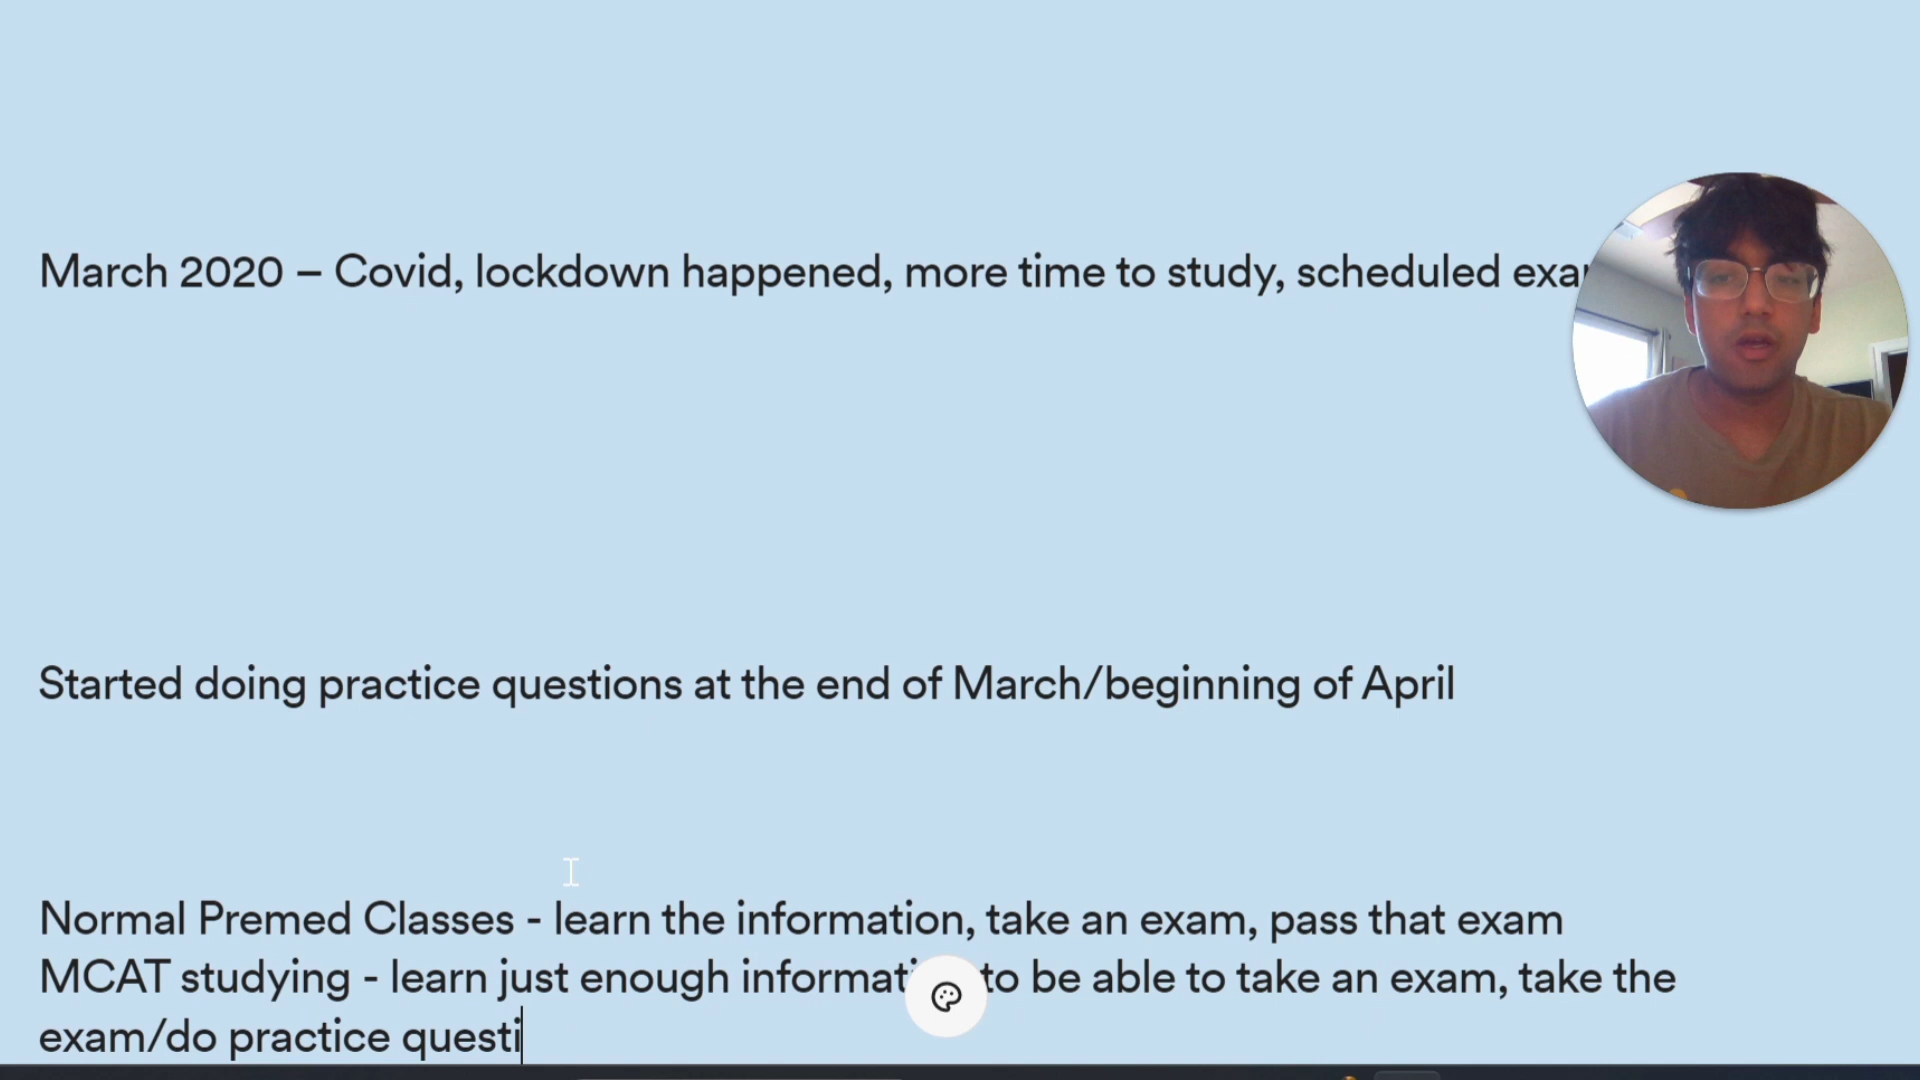 March 2020 – Covid, lockdown happened, more time to study, scheduled
Started doing practice questions at the end of March/beginning of April
Normal Premed Classes - learn the information, take an exam, pass that exam
MCAT studying - learn just enough information to be able to take an exam, take the
exam/do practice questi